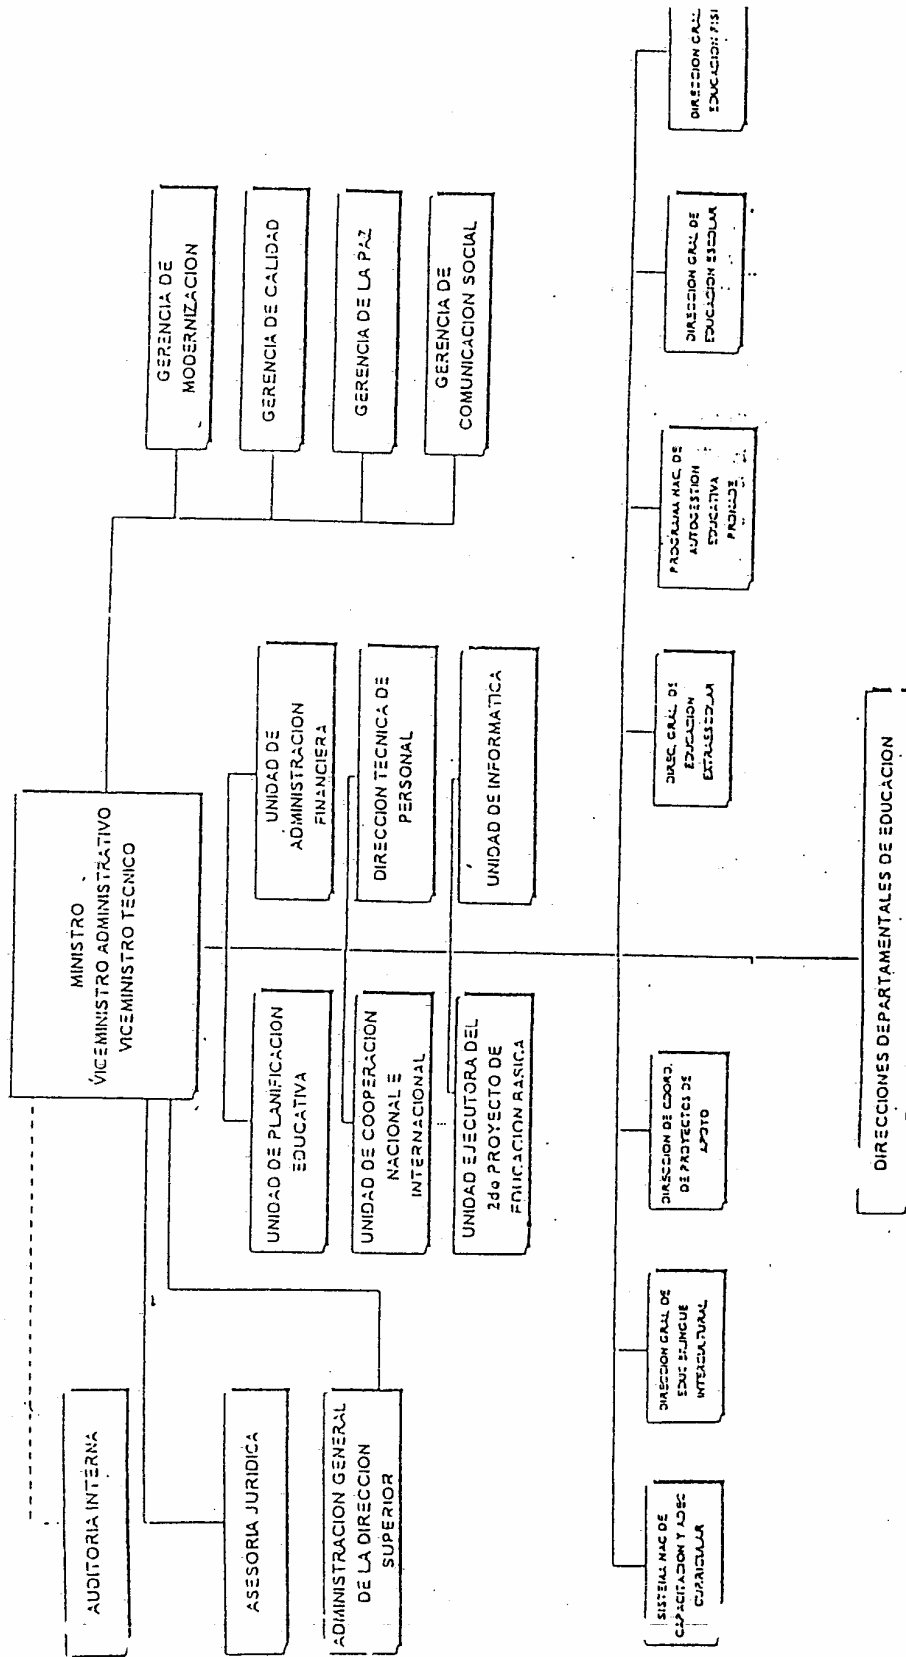 MINISTRO
VICEMINISTRO ADMINISTRATIVO
VICEMINISTRO TECNICO
AUDITORIA INTERNA
ASESORIA JURIDICA
ADMINISTRACION GENERAL
DE LA DIRECCION
SUPERIOR
GERENCIA DE
MODERNIZACION
GERENCIA DE CALIDAD
GERENCIA DE LA PAZ
GERENCIA DE
COMUNICACION SOCIAL
UNIDAD DE PLANIFICACION
EDUCATIVA
UNIDAD DE
ADMINISTRACION
FINANCIERA
UNIDAD DE COOPERACION
NACIONAL E
INTERNACIONAL
DIRECCION TECNICA DE
PERSONAL
UNIDAD EJECUTORA DEL
2do PROYECTO DE
EDUCACION BASICA
UNIDAD DE INFORMATICA
SISTEMA NAC DE
CAPACITACION Y ADEC
CURRICULAR
DIRECCION GRAL DE
EDUC BILINGUE
INTERCULTURAL
DIRECCION DE COORD.
DE PROYECTOS DE
APOYO
DIREC. GRAL DE
EDUCACION
EXTRAESCOLAR
PROGRAMA NAC. DE
AUTOGESTION
EDUCATIVA
PRONADE
DIRECCION GRAL DE
EDUCACION ESCOLAR
DIRECCION GRAL
EDUCACION FISI
DIRECCIONES DEPARTAMENTALES DE EDUCACION